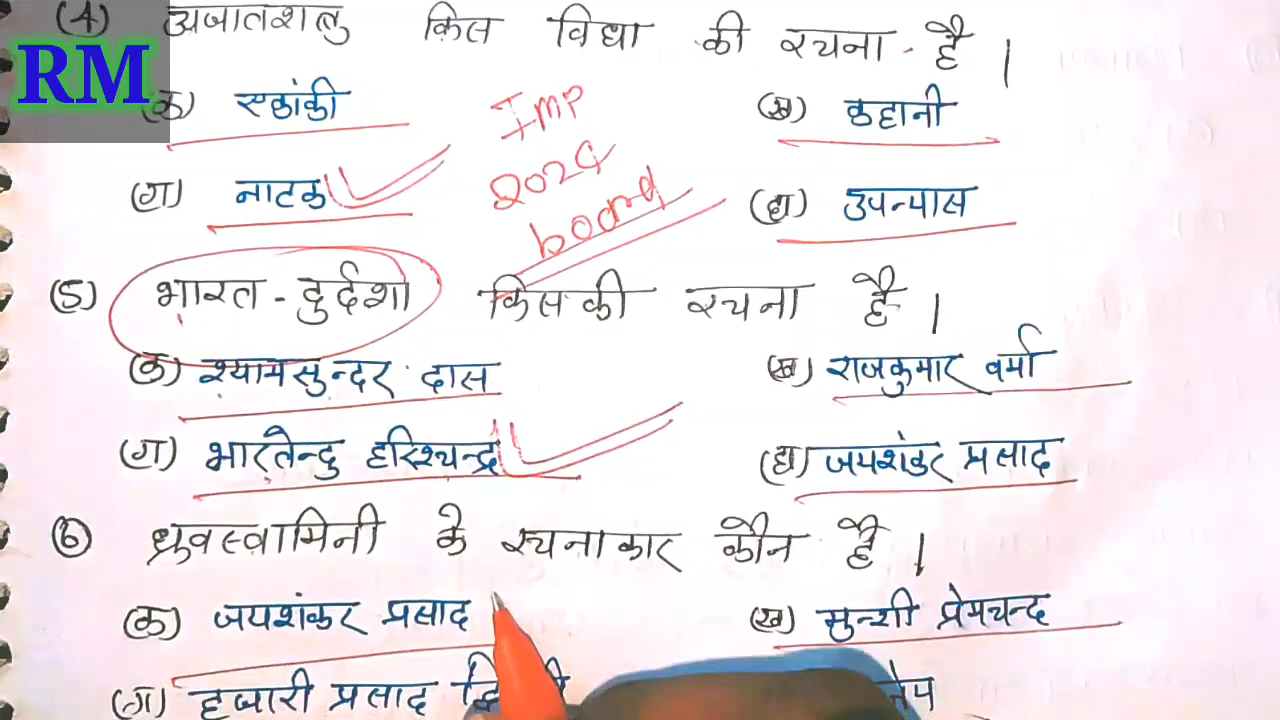 (4) अजातशत्रु किस विधा की रचना है |
RM
(क) एकांकी (ख) कहानी
Imp
2024
board
(ग) नाटक (घ) उपन्यास
(5) भारत - दुर्दशा किसकी रचना है |
(क) श्यामसुन्दर दास (ख) राजकुमार वर्मा
(ग) भारतेन्दु हरिश्चन्द्र (घ) जयशंकर प्रसाद
(6) ध्रुवस्वामिनी के रचनाकार कौन है |
(क) जयशंकर प्रसाद (ख) मुन्शी प्रेमचन्द
(ग) हजारी प्रसाद